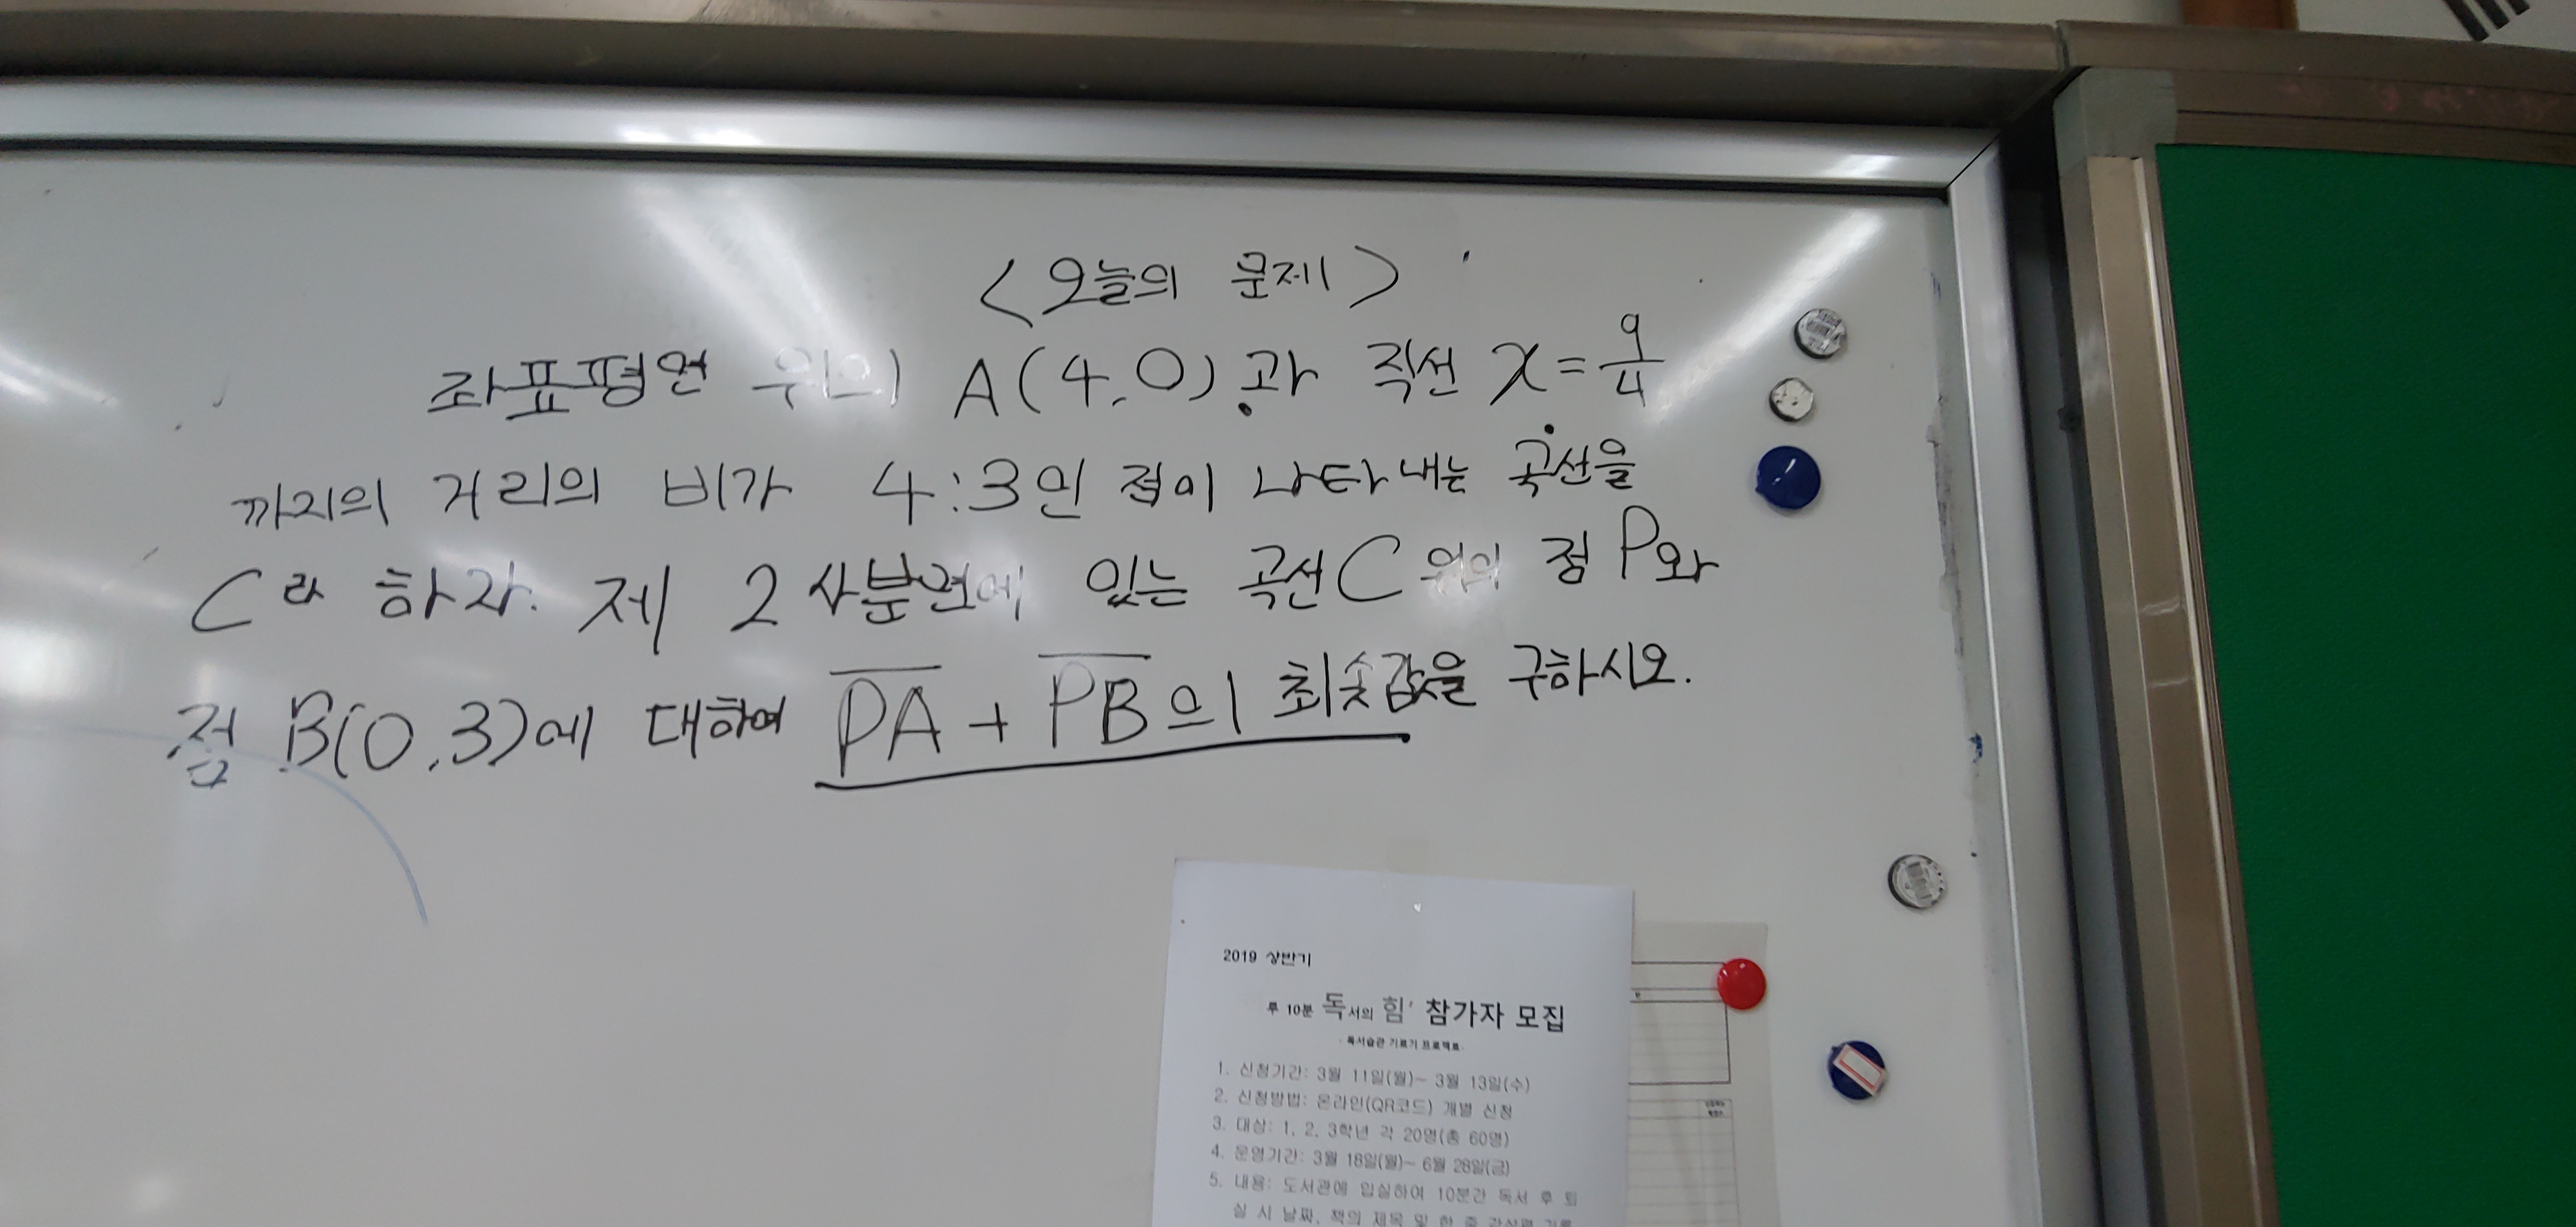 <오늘의 문제>
좌표평면 위의 A(4,0)과 직선 x=9/4
까지의 거리의 비가 4:3인 점이 나타내는 곡선을
C라 하자. 제 2 사분면에 있는 곡선 C 위의 점 P와
점 B(0,3)에 대하여 PA + PB의 최솟값을 구하시오.
2019 상반기
루 10분 독서의 힘' 참가자 모집
- 독서습관 기르기 프로젝트-
1. 신청기간: 3월 11일(월)~ 3월 13일(수)
2. 신청방법: 온라인(QR코드) 개별 신청
3. 대상: 1, 2, 3학년 각 20명(총 60명)
4. 운영기간: 3월 18일(월)~ 6월 28일(금)
5. 내용: 도서관에 입실하여 10분간 독서 후 퇴
실 시 날짜, 책의 제목 및 한 줄